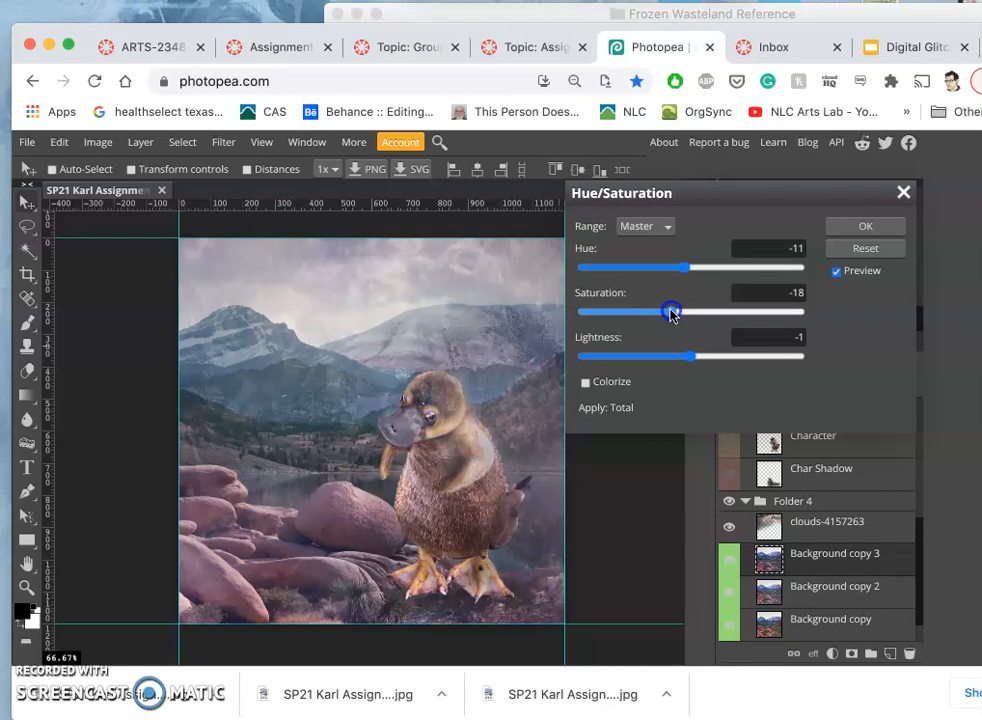 Frozen Wasteland Reference
ARTS-2348
Assignment
Topic: Grou
Topic: Assig
Photopea |
Inbox
Digital Glitc
photopea.com
Apps
healthselect texas...
CAS
Behance :: Editing...
This Person Does...
NLC
OrgSync
NLC Arts Lab - Yo...
»
Othe
File Edit Image Layer Select Filter View Window More Account
About Report a bug Learn Blog API
Auto-Select Transform controls Distances 1x PNG SVG
SP21 Karl Assignme
Hue/Saturation
Range: Master
OK
Hue: -11
Reset
Preview
Saturation: -18
Lightness: -1
Colorize
Apply: Total
Character
Char Shadow
Folder 4
clouds-4157263
Background copy 3
Background copy 2
Background copy
eff
66.67%
RECORDED WITH
SCREENCAST MATIC
SP21 Karl Assign....jpg
SP21 Karl Assign....jpg
Sho